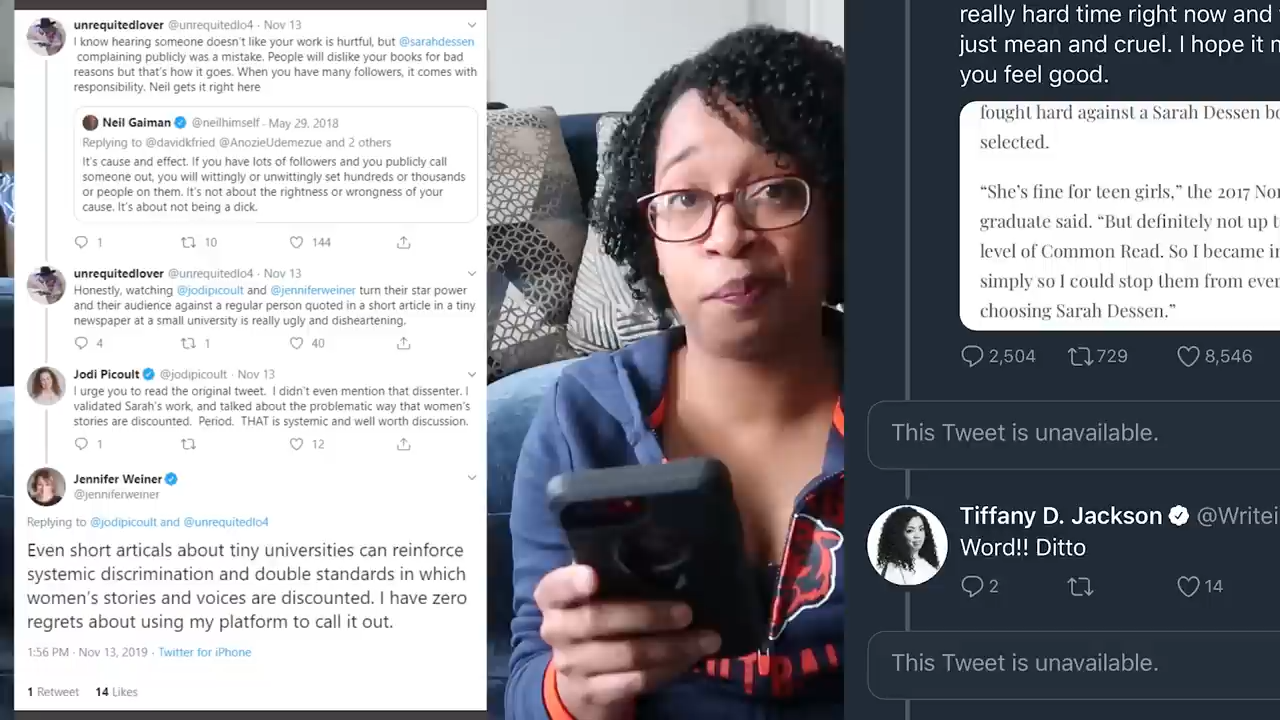 unrequitedlover @unrequitedlo4 · Nov 13
I know hearing someone doesn't like your work is hurtful, but @sarahdessen
complaining publicly was a mistake. People will dislike your books for bad
reasons but that's how it goes. When you have many followers, it comes with
responsibility. Neil gets it right here
Neil Gaiman @neilhimself · May 29, 2018
Replying to @davidkfried @AnozieUdemezue and 2 others
It's cause and effect. If you have lots of followers and you publicly call
someone out, you will wittingly or unwittingly set hundreds or thousands
or people on them. It's not about the rightness or wrongness of your
cause. It's about not being a dick.
1 10 144
unrequitedlover @unrequitedlo4 · Nov 13
Honestly, watching @jodipicoult and @jenniferweiner turn their star power
and their audience against a regular person quoted in a short article in a tiny
newspaper at a small university is really ugly and disheartening.
4 1 40
Jodi Picoult @jodipicoult · Nov 13
I urge you to read the original tweet. I didn't even mention that dissenter. I
validated Sarah's work, and talked about the problematic way that women's
stories are discounted. Period. THAT is systemic and well worth discussion.
1 12
Jennifer Weiner
@jenniferweiner
Replying to @jodipicoult and @unrequitedlo4
Even short articals about tiny universities can reinforce
systemic discrimination and double standards in which
women's stories and voices are discounted. I have zero
regrets about using my platform to call it out.
1:56 PM · Nov 13, 2019 · Twitter for iPhone
1 Retweet 14 Likes
really hard time right now and
just mean and cruel. I hope it m
you feel good.
fought hard against a Sarah Dessen bo
selected.
“She's fine for teen girls,” the 2017 Nor
graduate said. “But definitely not up t
level of Common Read. So I became in
simply so I could stop them from ever
choosing Sarah Dessen.”
2,504 729 8,546
This Tweet is unavailable.
Tiffany D. Jackson @Writei
Word!! Ditto
2 14
This Tweet is unavailable.